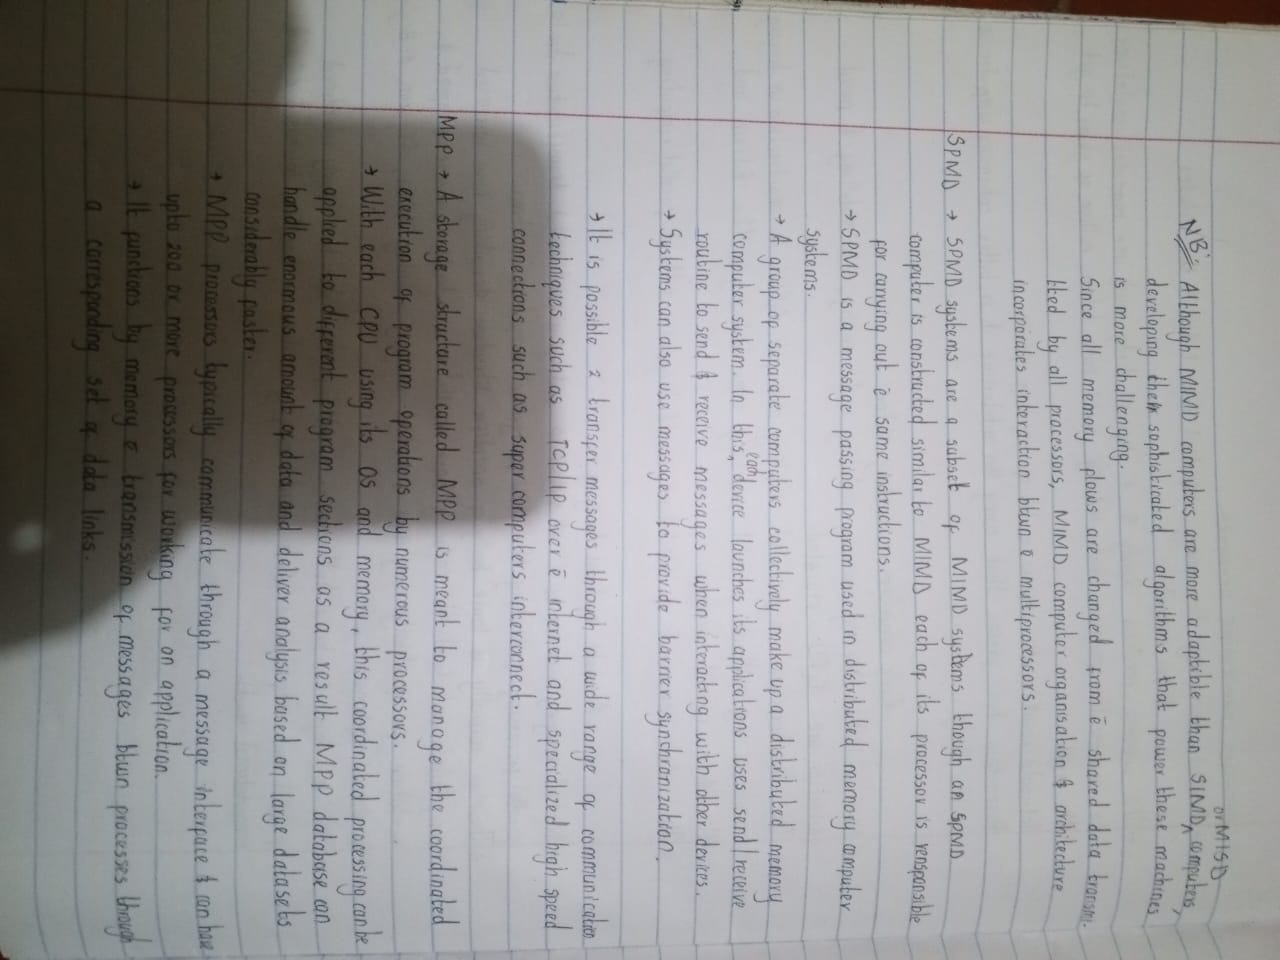 or MISD
NB: Although MIMD computers are more adaptible than SIMD ^ computers,
developing them sophisticated algorithms that power these machines
is more challenging.
Since all memory flows are changed from ē shared data transmi-
tted by all processors, MIMD computer organisation & architecture
incorporates interaction btwn ē multiprocessors.
SPMD → SPMD systems are a subset of MIMD systems though an SPMD
computer is constructed similar to MIMD each of its processor is rensponsible
for carrying out ē same instructions.
→ SPMD is a message passing program used in distributed memory computer
systems.
→ A group of separate computers collectively make up a distributed memory
computer system. In this, each device launches its applications uses send/receive
routine to send & receive messages when interacting with other devices.
→ Systems can also use messages to provide barrier synchronization.
→ It is possible 2 transfer messages through a wide range of communication
techniques such as TCP/IP over ē internet and specialized high speed
connections such as super computers interconnect.
MPP → A storage structure called MPP is meant to manage the coordinated
execution of program operations by numerous processors.
→ With each CPU using its OS and memory, this coordinated processing can be
applied to different program sections as a result MPP database can
handle enormous amount of data and deliver analysis based on large datasets
considerably faster.
→ MPP processors typically communicate through a message interface & can have
upto 200 or more processors for working for an application.
→ It functions by memory ē transmission of messages btwn processes through
a corresponding set of data links.